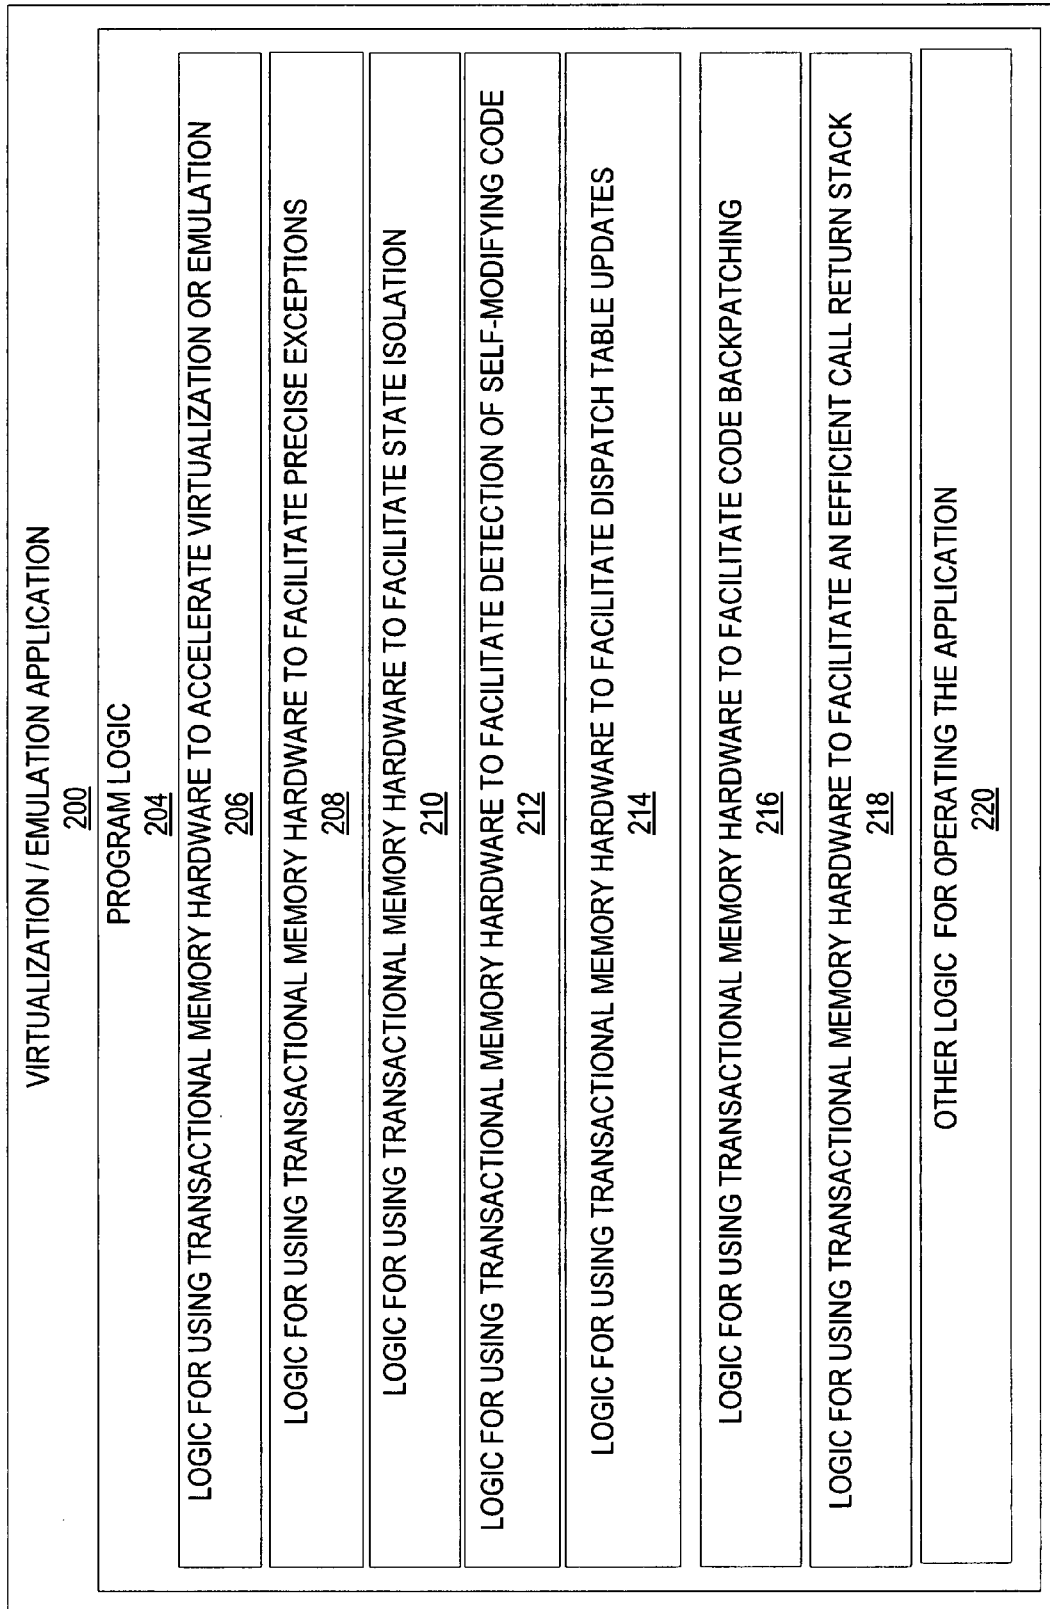 VIRTUALIZATION / EMULATION APPLICATION
200
PROGRAM LOGIC
204
LOGIC FOR USING TRANSACTIONAL MEMORY HARDWARE TO ACCELERATE VIRTUALIZATION OR EMULATION
206
LOGIC FOR USING TRANSACTIONAL MEMORY HARDWARE TO FACILITATE PRECISE EXCEPTIONS
208
LOGIC FOR USING TRANSACTIONAL MEMORY HARDWARE TO FACILITATE STATE ISOLATION
210
LOGIC FOR USING TRANSACTIONAL MEMORY HARDWARE TO FACILITATE DETECTION OF SELF-MODIFYING CODE
212
LOGIC FOR USING TRANSACTIONAL MEMORY HARDWARE TO FACILITATE DISPATCH TABLE UPDATES
214
LOGIC FOR USING TRANSACTIONAL MEMORY HARDWARE TO FACILITATE CODE BACKPATCHING
216
LOGIC FOR USING TRANSACTIONAL MEMORY HARDWARE TO FACILITATE AN EFFICIENT CALL RETURN STACK
218
OTHER LOGIC FOR OPERATING THE APPLICATION
220